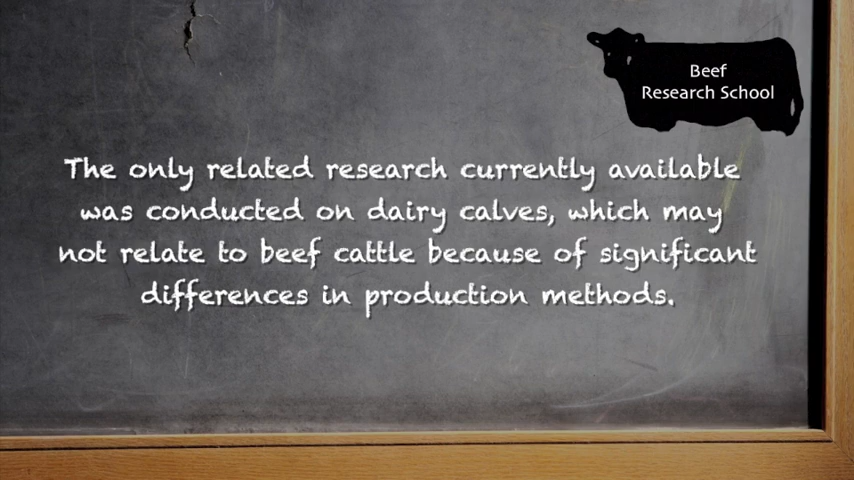 Beef
Research School
The only related research currently available
was conducted on dairy calves, which may
not relate to beef cattle because of significant
differences in production methods.